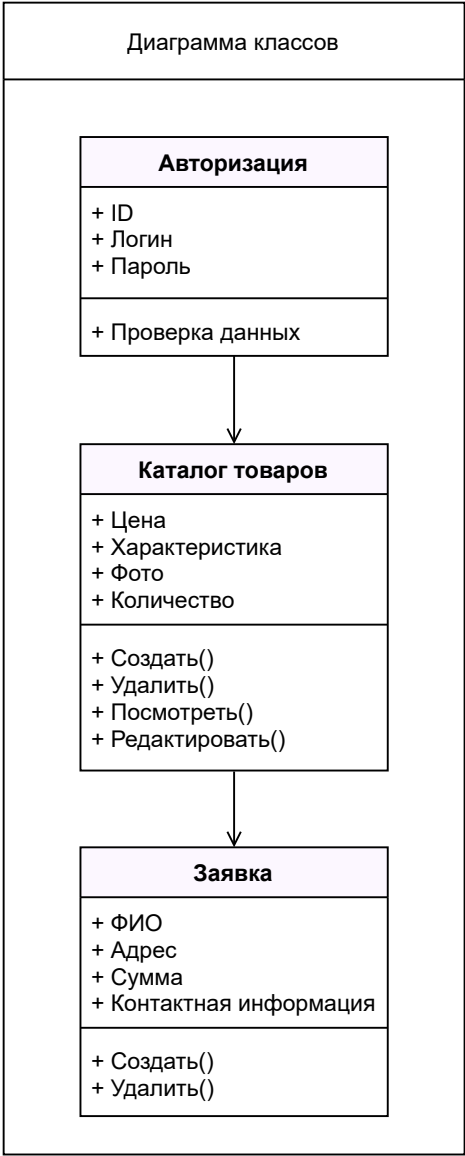 Диаграмма классов
Авторизация
+ ID
+ Логин
+ Пароль
+ Проверка данных
Каталог товаров
+ Цена
+ Характеристика
+ Фото
+ Количество
+ Создать()
+ Удалить()
+ Посмотреть()
+ Редактировать()
Заявка
+ ФИО
+ Адрес
+ Сумма
+ Контактная информация
+ Создать()
+ Удалить()